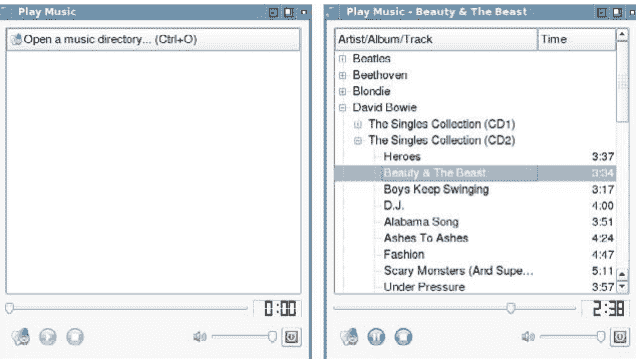 Play Music
Open a music directory... (Ctrl+O)
0:00
Play Music - Beauty & The Beast
Artist/Album/Track Time
Beatles
Beethoven
Blondie
David Bowie
The Singles Collection (CD1)
The Singles Collection (CD2)
Heroes 3:37
Beauty & The Beast 3:34
Boys Keep Swinging 3:17
D.J. 4:00
Alabama Song 3:51
Ashes To Ashes 4:24
Fashion 4:47
Scary Monsters (And Supe... 5:11
Under Pressure 3:57
2:38